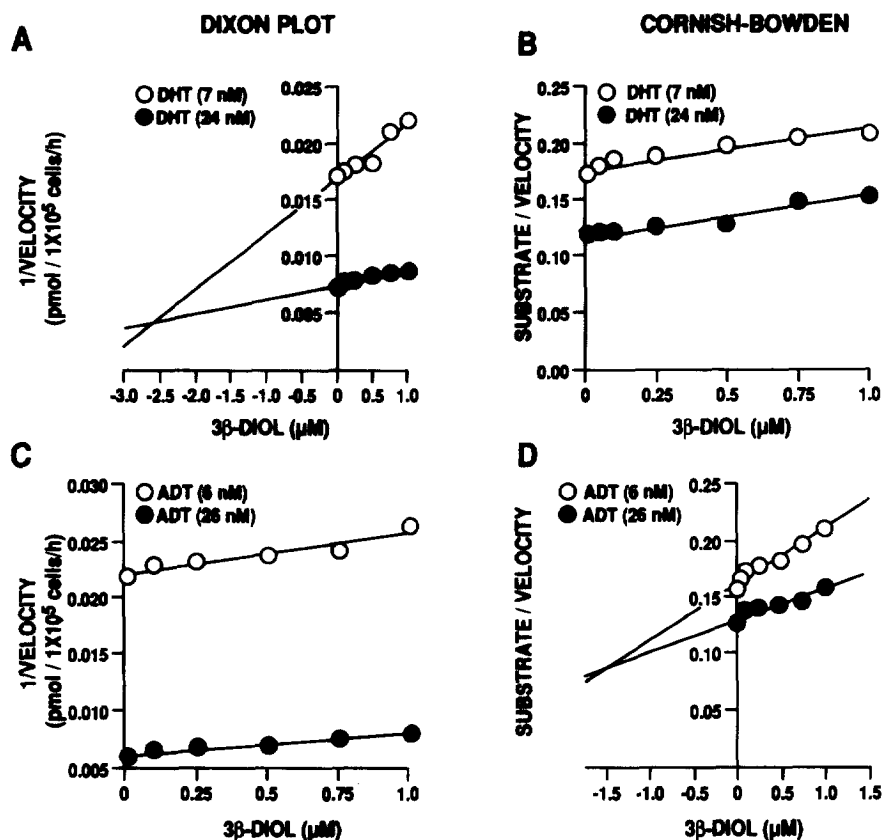 DIXON PLOT
CORNISH-BOWDEN
A
DHT (7 nM)
DHT (24 nM)
1/VELOCITY
(pmol / 1X10⁵ cells/h)
0.025
0.022
0.017
0.015
0.010
0.005
-3.0 -2.5 -2.0 -1.5 -1.0 -0.5 0 0.5 1.0
3β-DIOL (µM)
B
DHT (7 nM)
DHT (24 nM)
SUBSTRATE / VELOCITY
0.25
0.20
0.15
0.10
0.00
0 0.25 0.50 0.75 1.0
3β-DIOL (µM)
C
ADT (6 nM)
ADT (26 nM)
1/VELOCITY
(pmol / 1X10⁵ cells/h)
0.030
0.025
0.020
0.015
0.010
0.005
0 0.25 0.5 0.75 1.0
3β-DIOL (µM)
D
ADT (6 nM)
ADT (26 nM)
SUBSTRATE / VELOCITY
0.25
0.20
0.15
0.10
0.05
-1.5 -1.0 -0.5 0 0.5 1.0 1.5
3β-DIOL (µM)